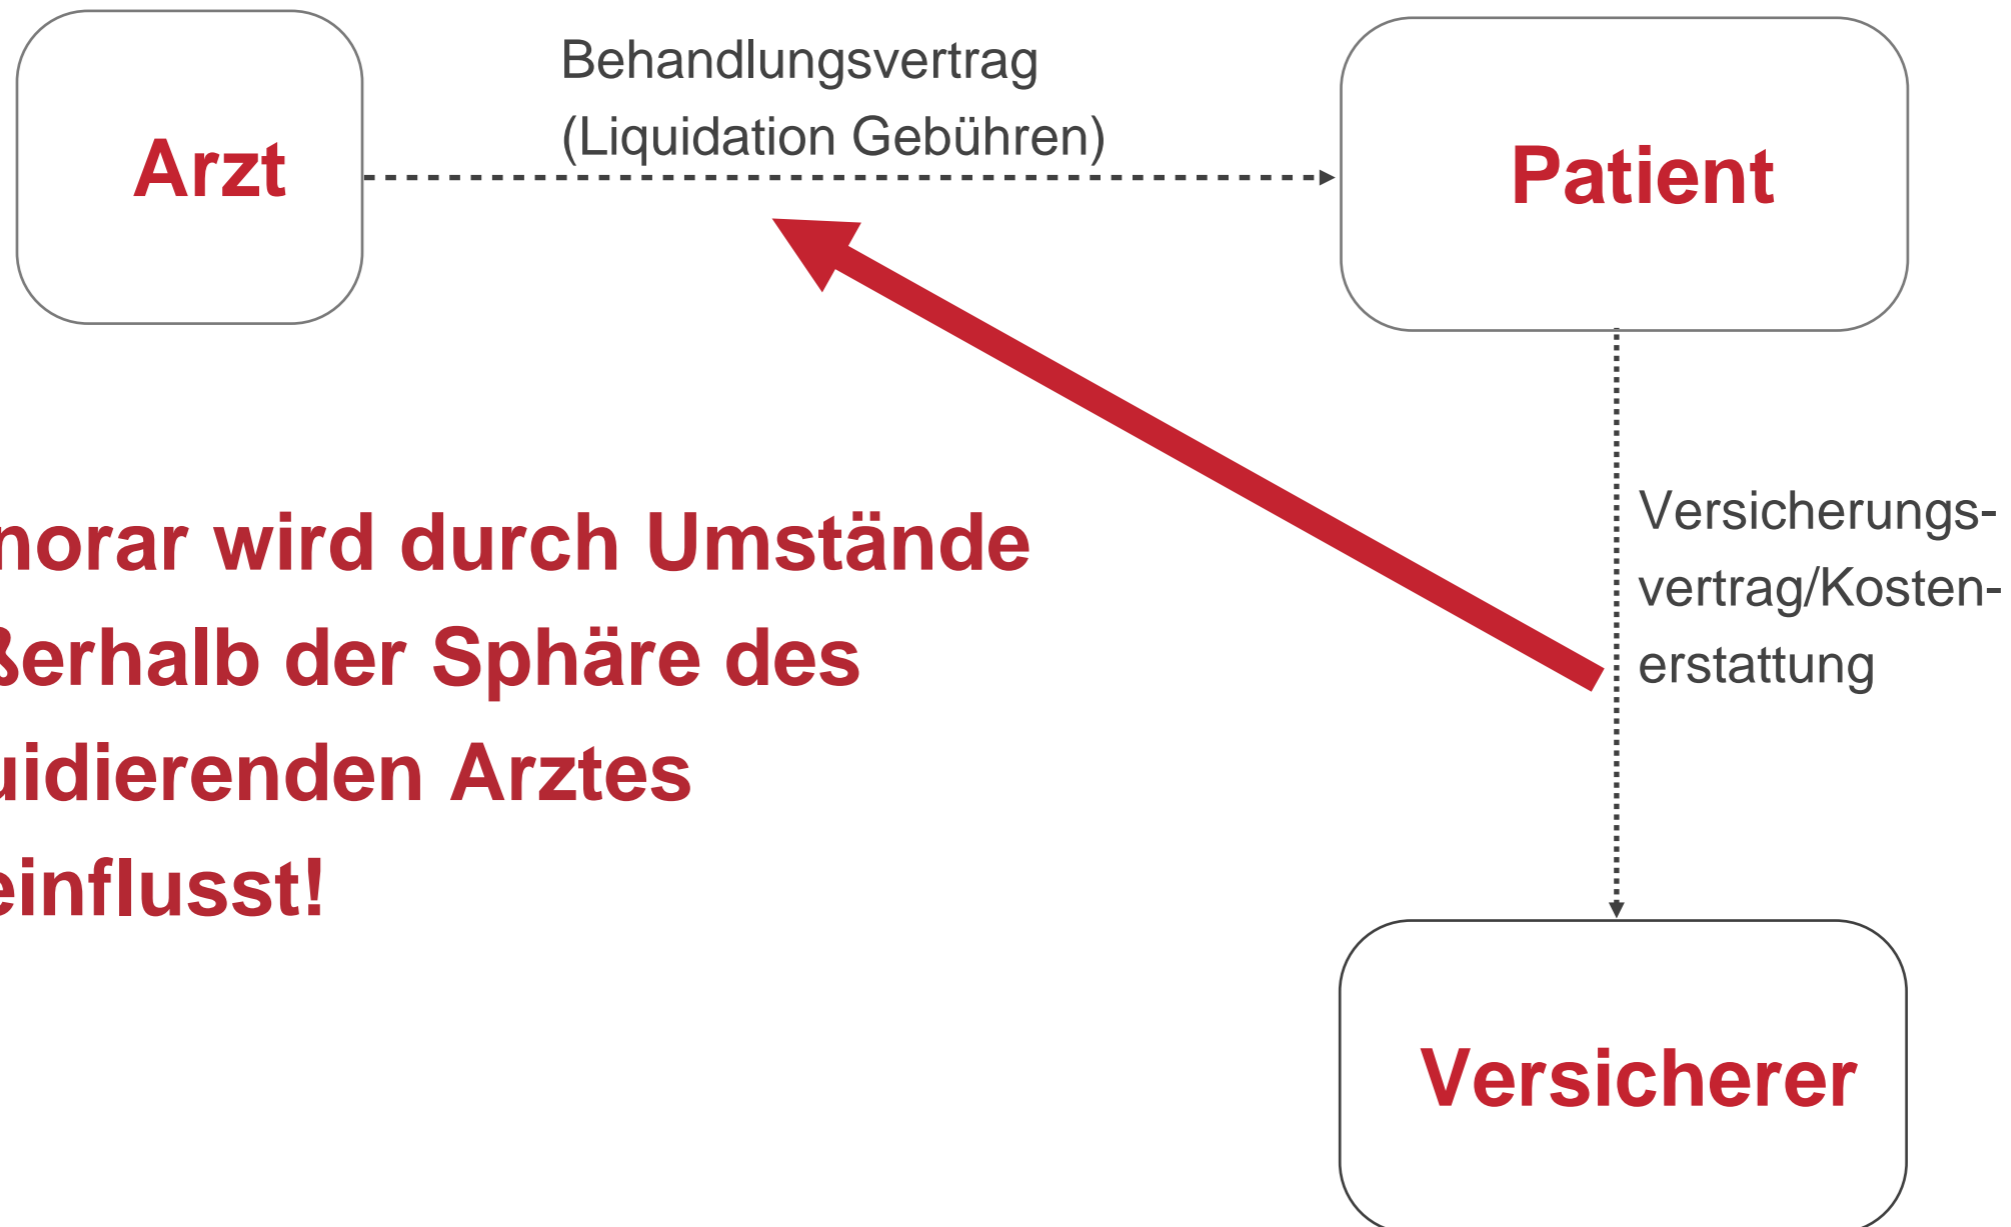 Behandlungsvertrag
(Liquidation Gebühren)
Arzt
Patient
norar wird durch Umstände
ßerhalb der Sphäre des
uidierenden Arztes
einflusst!
Versicherungs-
vertrag/Kosten-
erstattung
Versicherer